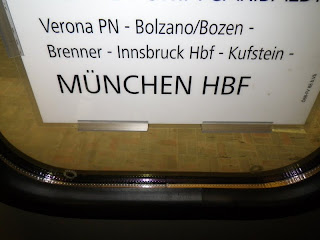 Verona PN - Bolzano/Bozen -
Brenner - Innsbruck Hbf - Kufstein -
MÜNCHEN HBF